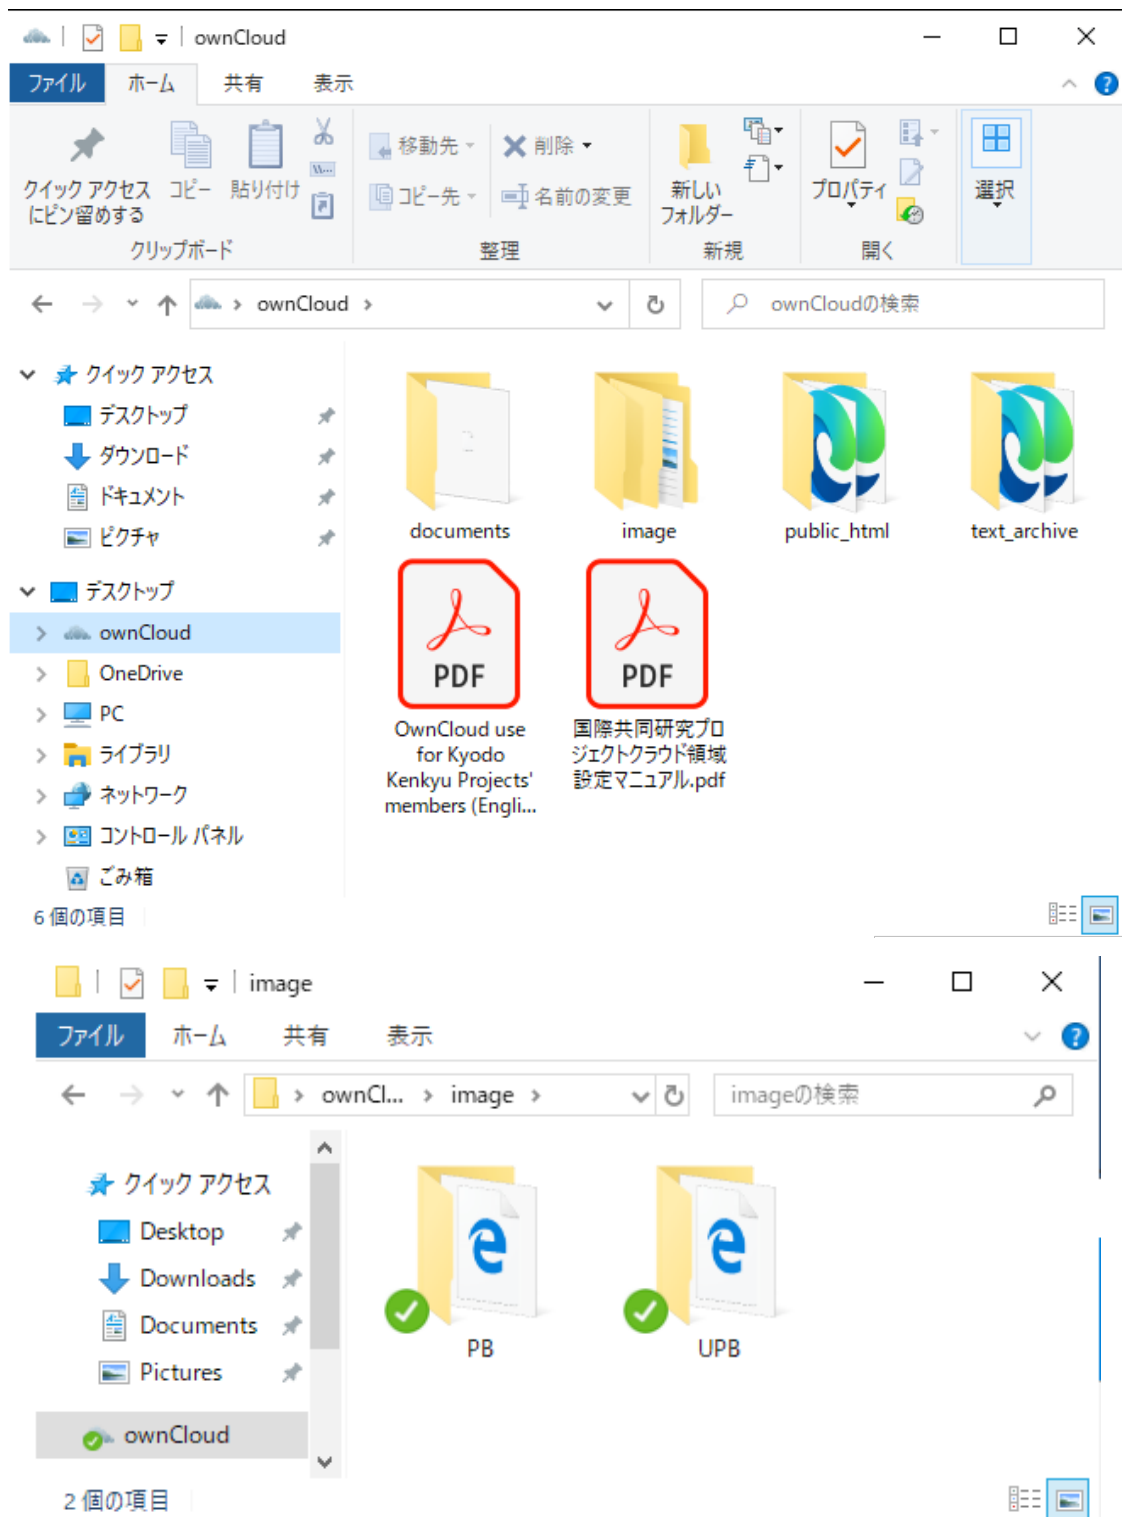 ownCloud
ファイル ホーム 共有 表示
クイック アクセス
にピン留めする
コピー
貼り付け
クリップボード
移動先
コピー先
削除
名前の変更
整理
新しい
フォルダー
新規
プロパティ
開く
選択
ownCloud
ownCloudの検索
クイック アクセス
デスクトップ
ダウンロード
ドキュメント
ピクチャ
デスクトップ
ownCloud
OneDrive
PC
ライブラリ
ネットワーク
コントロール パネル
ごみ箱
documents
image
public_html
text_archive
PDF
OwnCloud use
for Kyodo
Kenkyu Projects'
members (Engli...
PDF
国際共同研究プロ
ジェクトクラウド領域
設定マニュアル.pdf
6 個の項目
image
ファイル ホーム 共有 表示
ownCl... image
imageの検索
クイック アクセス
Desktop
Downloads
Documents
Pictures
ownCloud
PB
UPB
2 個の項目